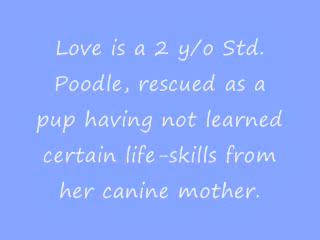 Love is a 2 y/o Std.
Poodle, rescued as a
pup having not learned
certain life-skills from
her canine mother.